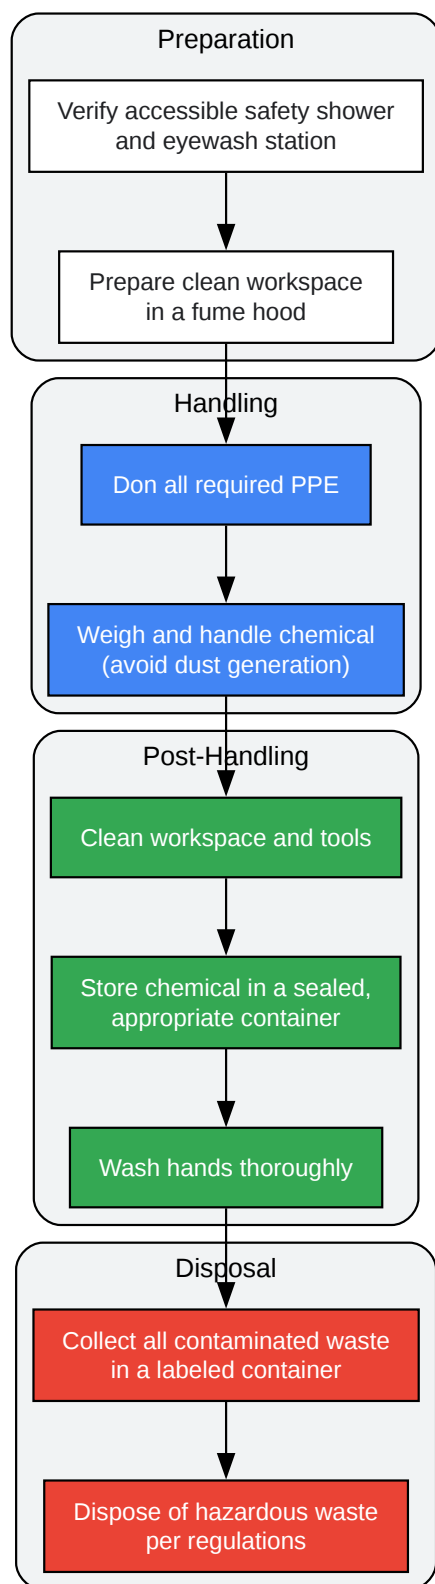 Preparation
Verify accessible safety shower
and eyewash station
Prepare clean workspace
in a fume hood
Handling
Don all required PPE
Weigh and handle chemical
(avoid dust generation)
Post-Handling
Clean workspace and tools
Store chemical in a sealed,
appropriate container
Wash hands thoroughly
Disposal
Collect all contaminated waste
in a labeled container
Dispose of hazardous waste
per regulations